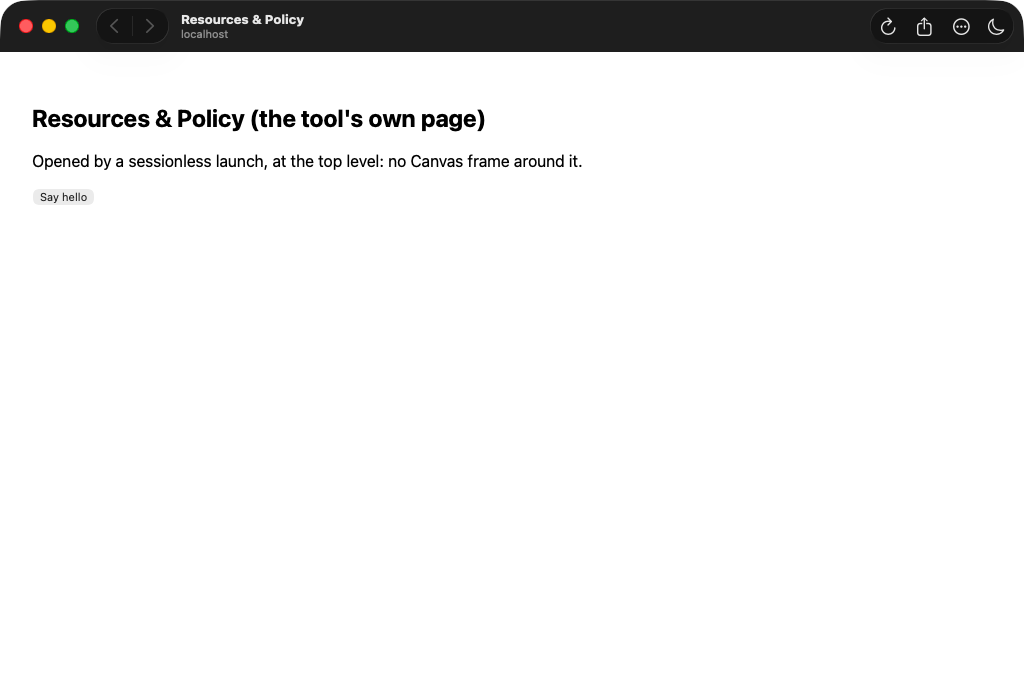 Resources & Policy
localhost
Resources & Policy (the tool's own page)
Opened by a sessionless launch, at the top level: no Canvas frame around it.
Say hello